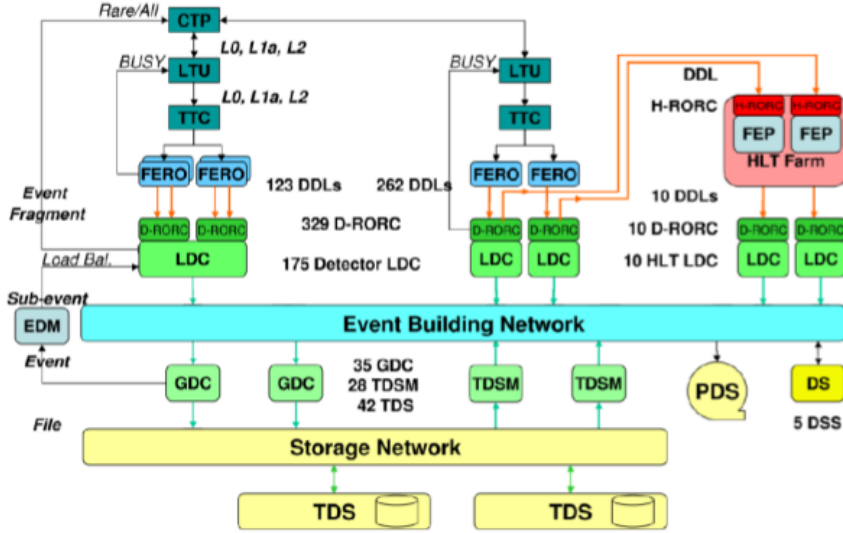 Rare/All
CTP
L0, L1a, L2
BUSY
LTU
BUSY
LTU
DDL
L0, L1a, L2
H-RORC
H-RORC
H-RORC
TTC
TTC
FEP
FEP
HLT Farm
FERO
FERO
123 DDLs
262 DDLs
FERO
FERO
Event
Fragment
10 DDLs
D-RORC
D-RORC
329 D-RORC
D-RORC
D-RORC
10 D-RORC
D-RORC
D-RORC
Load Bal.
LDC
175 Detector LDC
LDC
LDC
10 HLT LDC
LDC
LDC
Sub-event
EDM
Event Building Network
Event
GDC
GDC
35 GDC
28 TDSM
42 TDS
TDSM
TDSM
PDS
DS
File
5 DSS
Storage Network
TDS
TDS